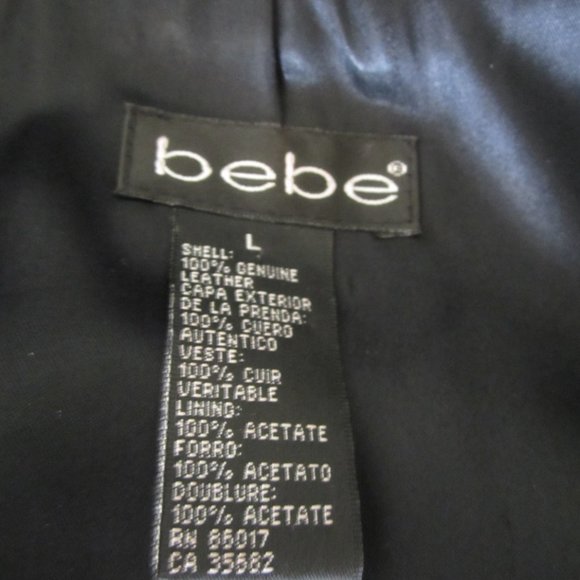 bebe®
L
SHELL:
100% GENUINE
LEATHER
CAPA EXTERIOR
DE LA PRENDA:
100% CUERO
AUTENTICO
VESTE:
100% CUIR
VERITABLE
LINING:
100% ACETATE
FORRO:
100% ACETATO
DOUBLURE:
100% ACETATE
RN 86017
CA 35682